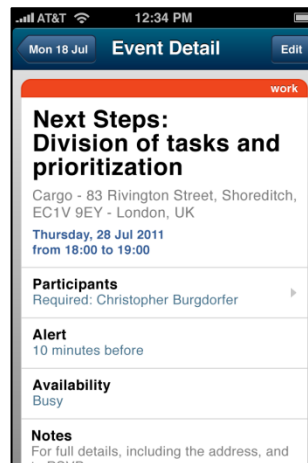 AT&T 12:34 PM
Mon 18 Jul Event Detail Edit
work
Next Steps:
Division of tasks and
prioritization
Cargo - 83 Rivington Street, Shoreditch,
EC1V 9EY - London, UK
Thursday, 28 Jul 2011
from 18:00 to 19:00
Participants
Required: Christopher Burgdorfer
Alert
10 minutes before
Availability
Busy
Notes
For full details, including the address, and
to RSVP